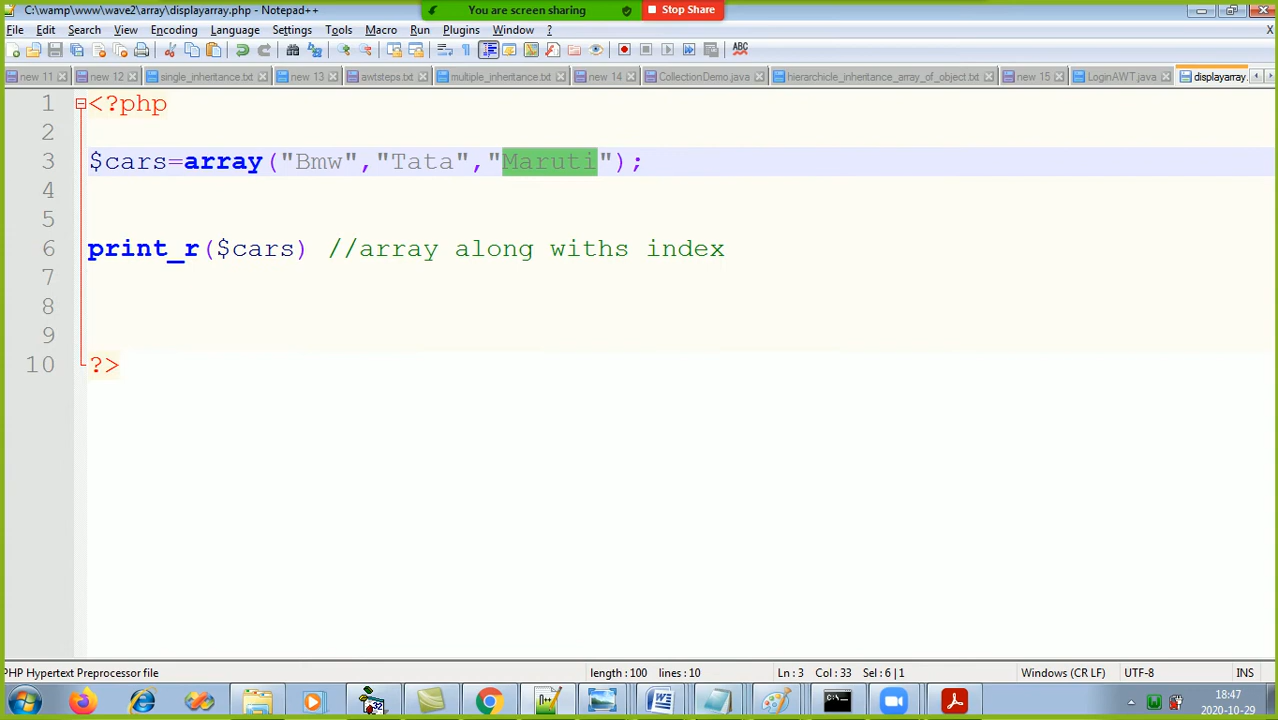 C:\wamp\www\wave2\array\displayarray.php - Notepad++
You are screen sharing
Stop Share
File Edit Search View Encoding Language Settings Tools Macro Run Plugins Window ?
X
ABC
new 11 new 12 single_inheritance.txt new 13 awtsteps.txt multiple_inheritance.txt new 14 CollectionDemo.java hierarchicle_inheritance_array_of_object.txt new 15 LoginAWT.java displayarray.
1 <?php
2
3 $cars=array("Bmw","Tata","Maruti");
4
5
6 print_r($cars) //array along withs index
7
8
9
10 ?>
PHP Hypertext Preprocessor file length : 100 lines : 10 Ln : 3 Col : 33 Sel : 6 | 1 Windows (CR LF) UTF-8 INS
18:47
2020-10-29